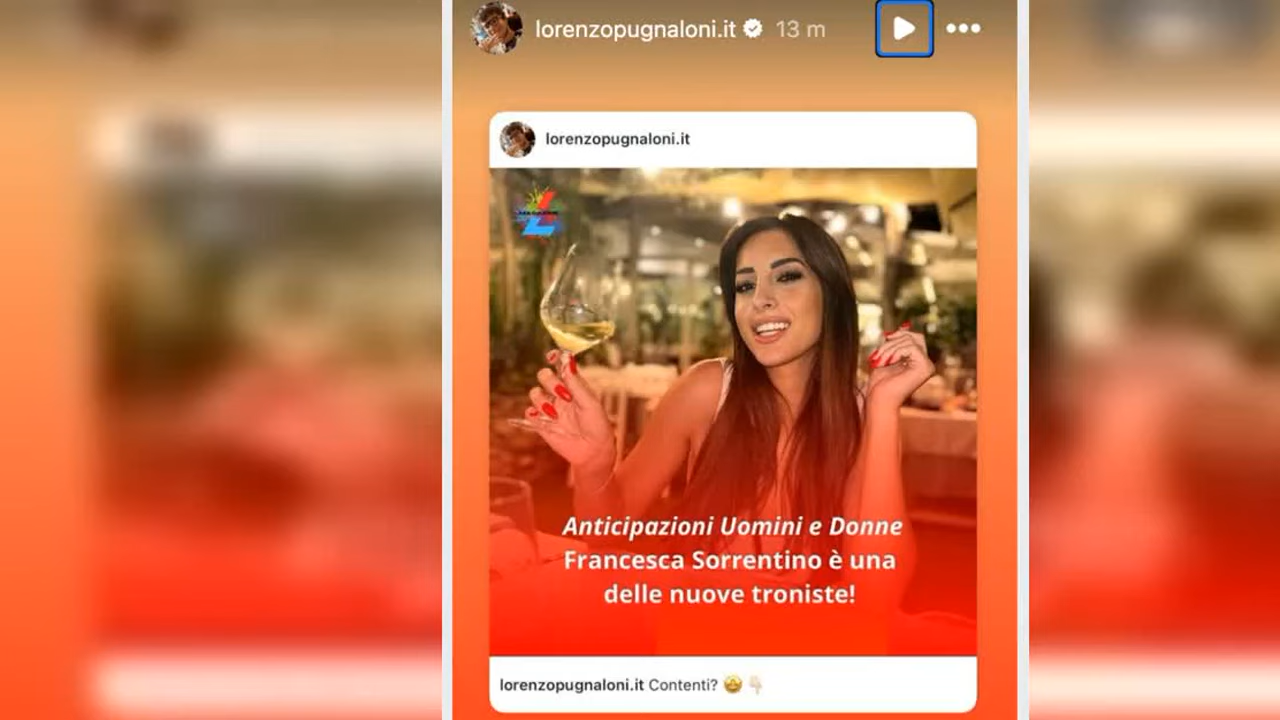 lorenzopugnaloni.it 13 m
lorenzopugnaloni.it
Anticipazioni Uomini e Donne
Francesca Sorrentino è una
delle nuove troniste!
lorenzopugnaloni.it Contenti? 🤩 👇🏻